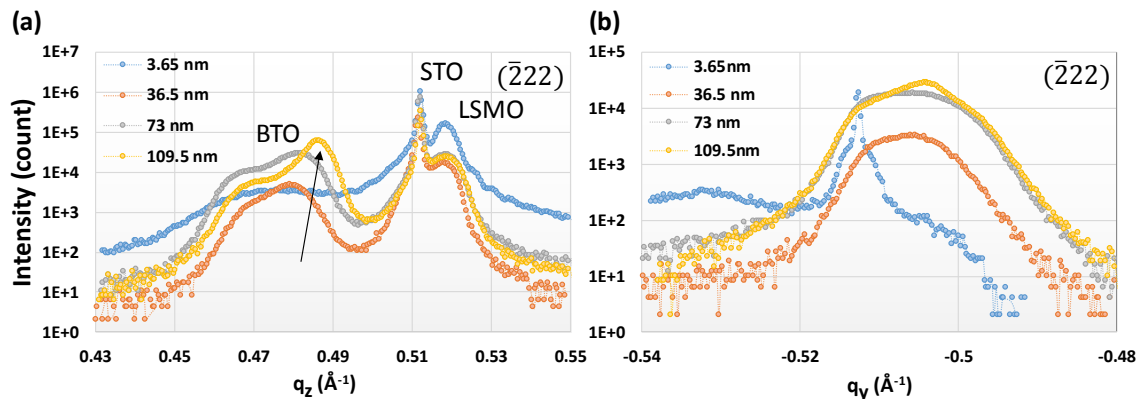 (a)
1E+7
1E+6
1E+5
1E+4
1E+3
1E+2
1E+1
1E+0
Intensity (count)
3.65 nm
36.5 nm
73 nm
109.5 nm
BTO
STO
LSMO
(2̅22)
0.43
0.45
0.47
0.49
0.51
0.53
0.55
qz (Å-1)
(b)
1E+5
1E+4
1E+3
1E+2
1E+1
1E+0
3.65nm
36.5 nm
73 nm
109.5nm
(2̅22)
-0.54
-0.52
-0.5
-0.48
qy (Å-1)